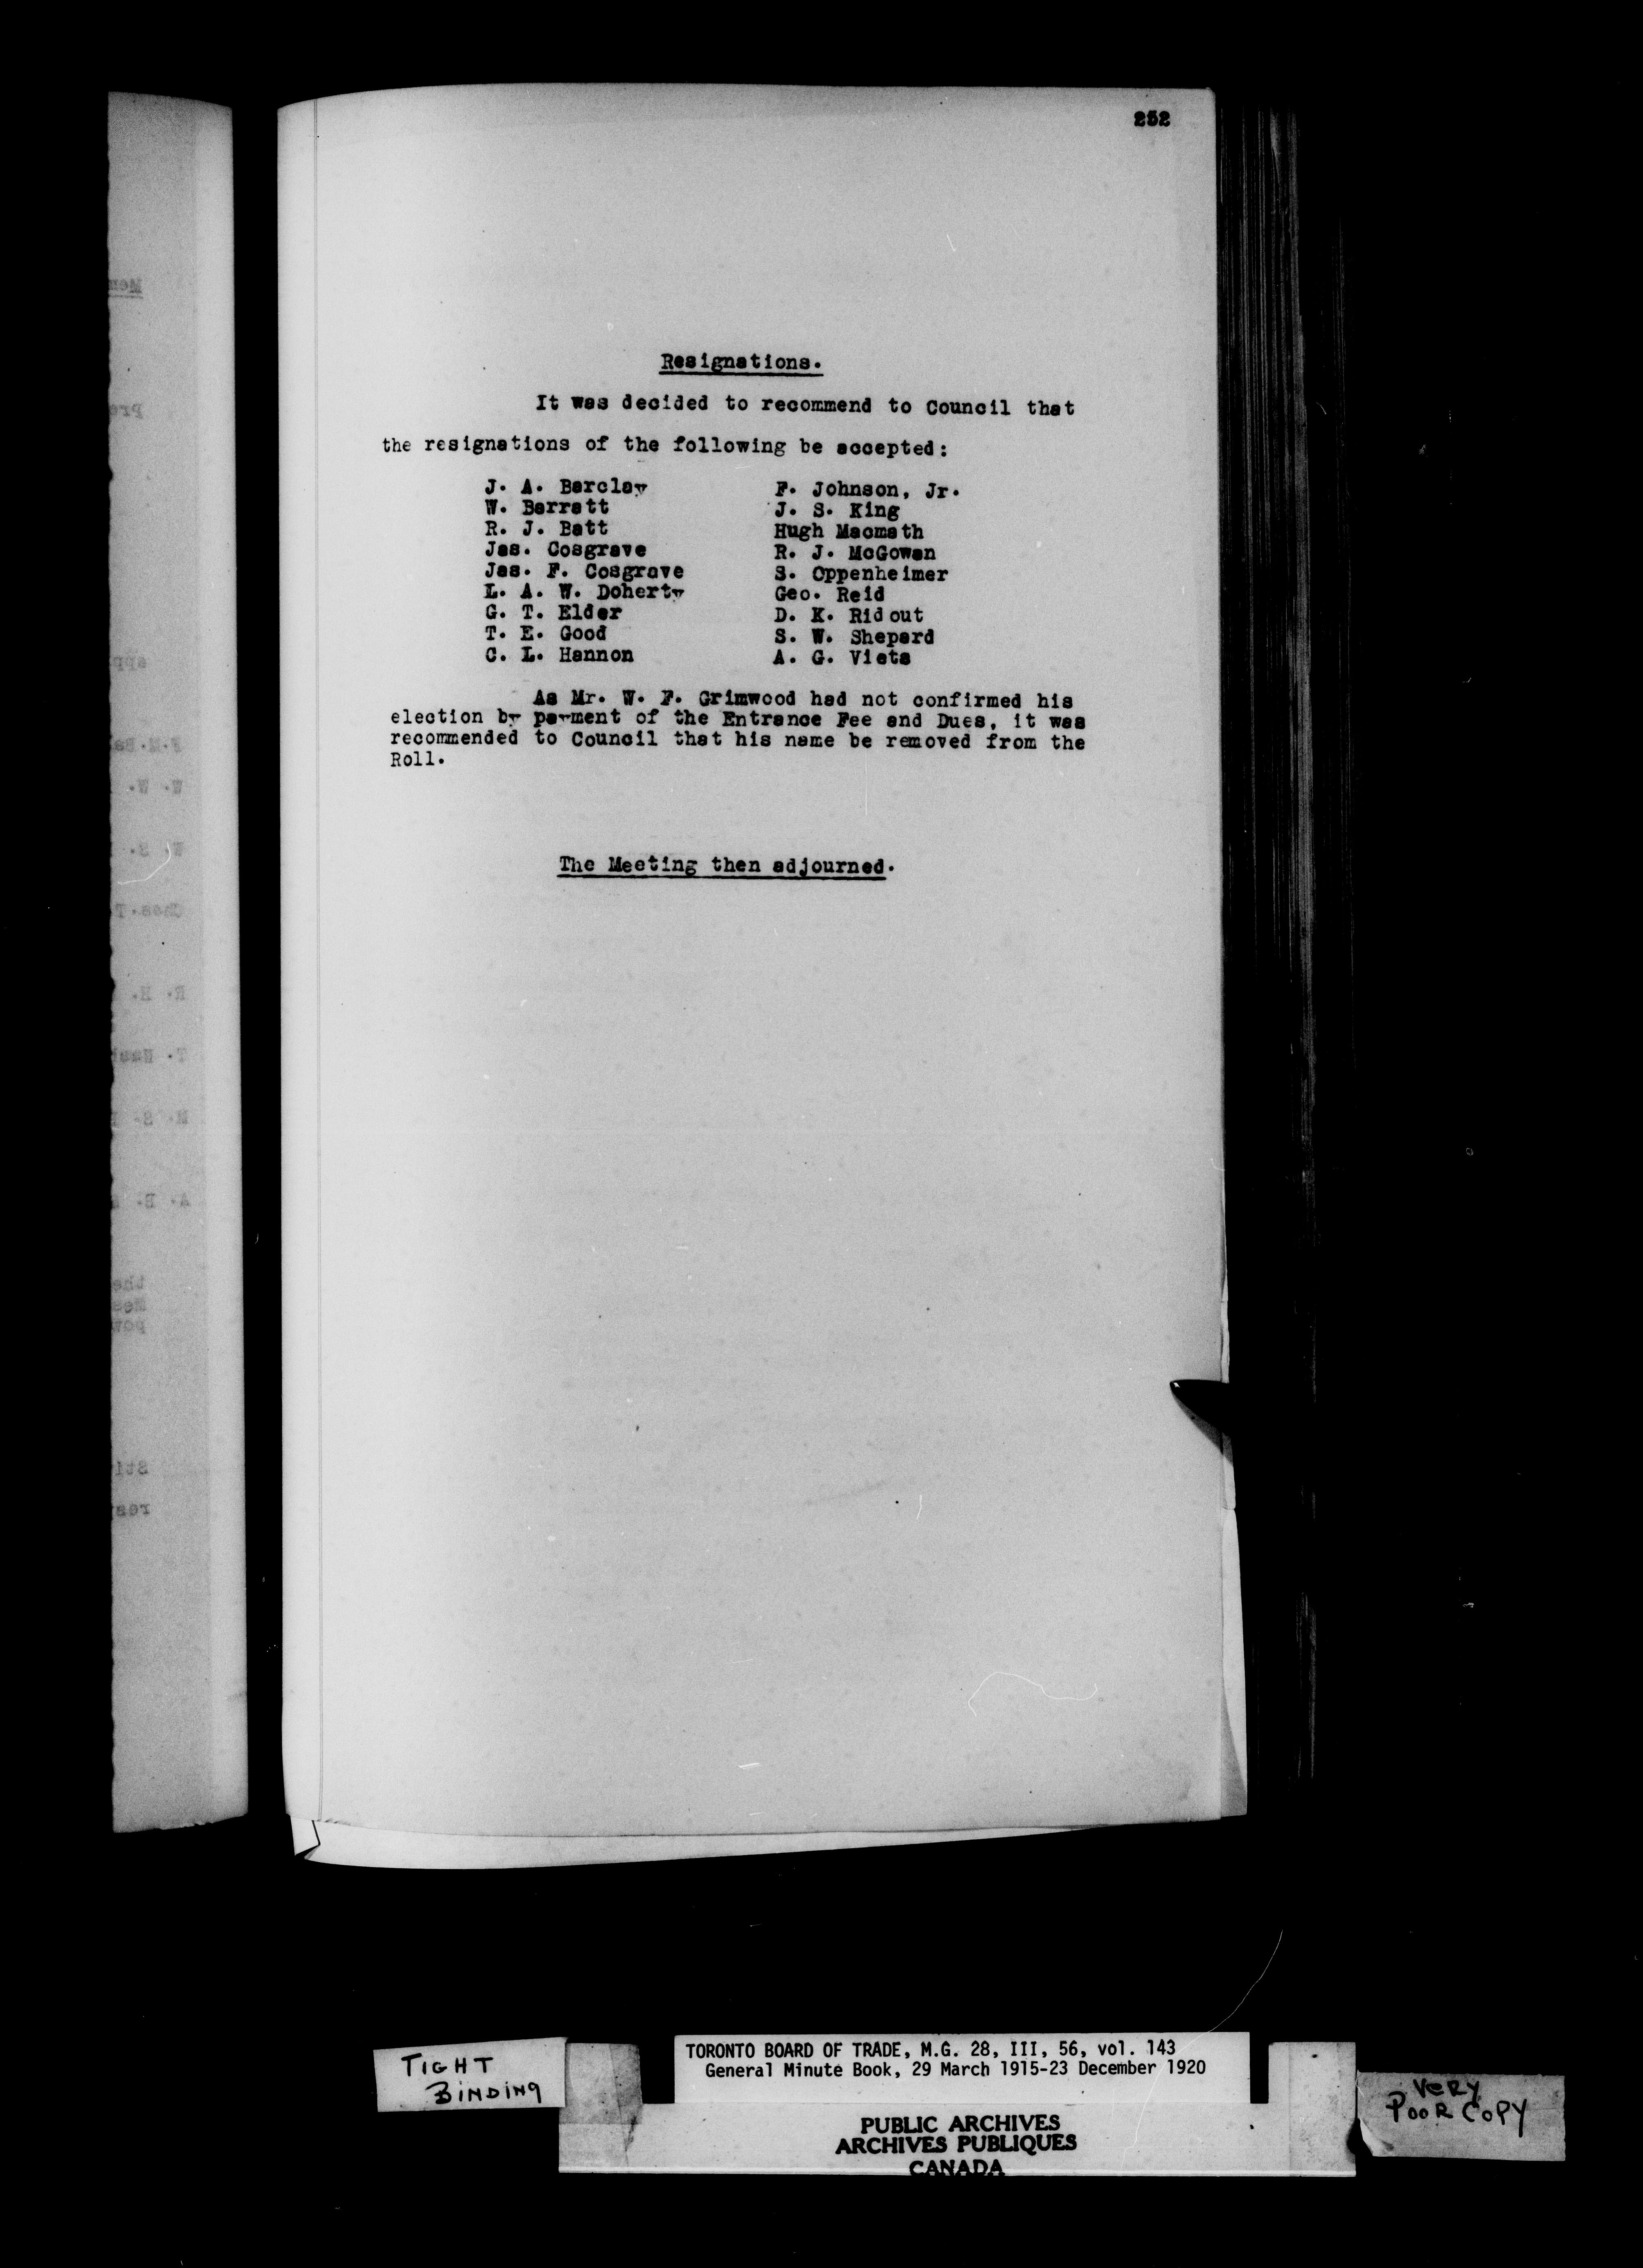 252
Resignations.
It was decided to recommend to Council that
the resignations of the following be accepted:
J. A. Barclay
W. Barrett
R. J. Batt
Jas. Cosgrave
Jas. F. Cosgrave
L. A. W. Doherty
G. T. Elder
T. E. Good
C. L. Hannon
F. Johnson, Jr.
J. S. King
Hugh Macmath
R. J. McGowan
S. Oppenheimer
Geo. Reid
D. K. Ridout
S. W. Shepard
A. G. Viets
As Mr. W. F. Grimwood had not confirmed his
election by payment of the Entrance Fee and Dues, it was
recommended to Council that his name be removed from the
Roll.
The Meeting then adjourned.
TIGHT
BINDING
TORONTO BOARD OF TRADE, M.G. 28, III, 56, vol. 143
General Minute Book, 29 March 1915-23 December 1920
PUBLIC ARCHIVES
ARCHIVES PUBLIQUES
CANADA
VERY
POOR COPY